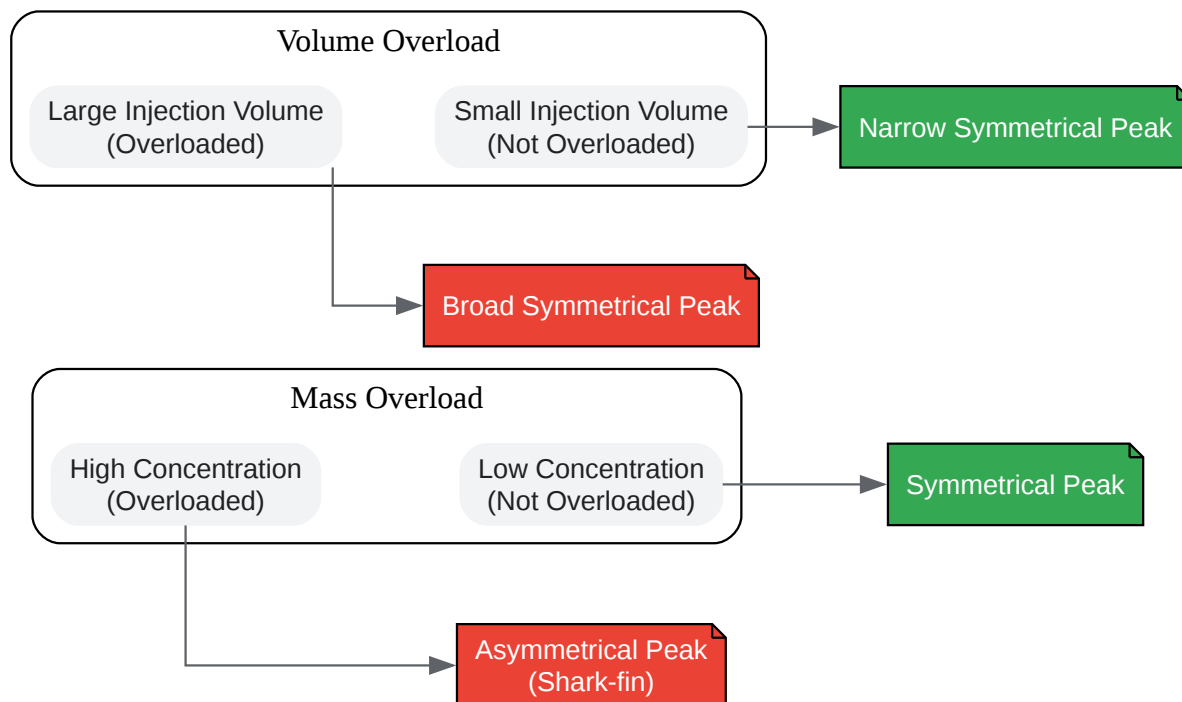 Volume Overload
Large Injection Volume
(Overloaded)
Small Injection Volume
(Not Overloaded)
Narrow Symmetrical Peak
Broad Symmetrical Peak
Mass Overload
High Concentration
(Overloaded)
Low Concentration
(Not Overloaded)
Symmetrical Peak
Asymmetrical Peak
(Shark-fin)